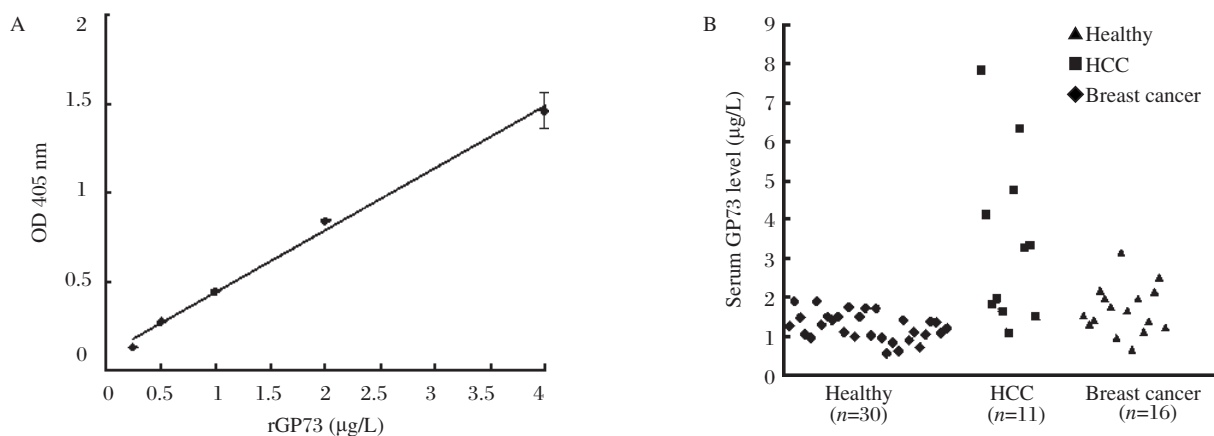 A
2
1.5
1
0.5
0
OD 405 nm
0 0.5 1 1.5 2 2.5 3 3.5 4
rGP73 (μg/L)
B
9
8
7
6
5
4
3
2
1
0
Serum GP73 level (μg/L)
Healthy
HCC
Breast cancer
Healthy HCC Breast cancer
(n=30) (n=11) (n=16)